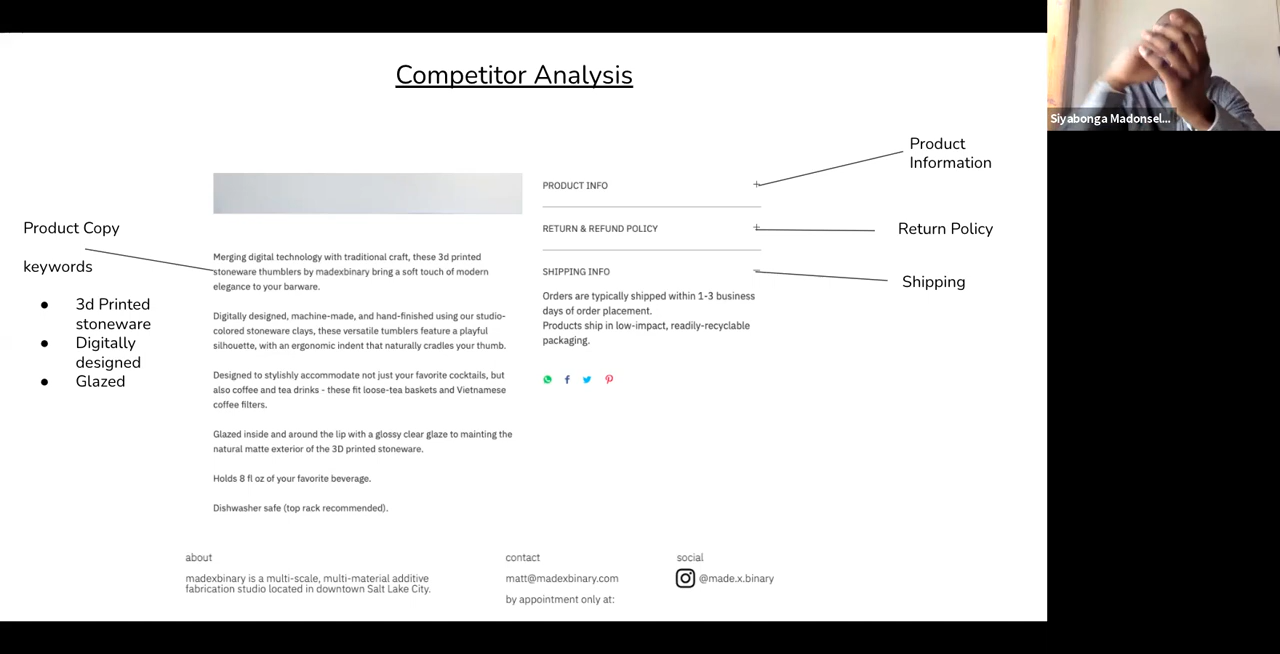 Competitor Analysis
Siyabonga Madonsel...
Product
Information
PRODUCT INFO
Product Copy
keywords
3d Printed
stoneware
Digitally
designed
Glazed
RETURN & REFUND POLICY
Return Policy
SHIPPING INFO
Shipping
Orders are typically shipped within 1-3 business
days of order placement.
Products ship in low-impact, readily-recyclable
packaging.
Merging digital technology with traditional craft, these 3d printed
stoneware thumblers by madexbinary bring a soft touch of modern
elegance to your barware.
Digitally designed, machine-made, and hand-finished using our studio-
colored stoneware clays, these versatile tumblers feature a playful
silhouette, with an ergonomic indent that naturally cradles your thumb.
Designed to stylishly accommodate not just your favorite cocktails, but
also coffee and tea drinks - these fit loose-tea baskets and Vietnamese
coffee filters.
Glazed inside and around the lip with a glossy clear glaze to mainting the
natural matte exterior of the 3D printed stoneware.
Holds 8 fl oz of your favorite beverage.
Dishwasher safe (top rack recommended).
about
madexbinary is a multi-scale, multi-material additive
fabrication studio located in downtown Salt Lake City.
contact
matt@madexbinary.com
by appointment only at:
social
@made.x.binary